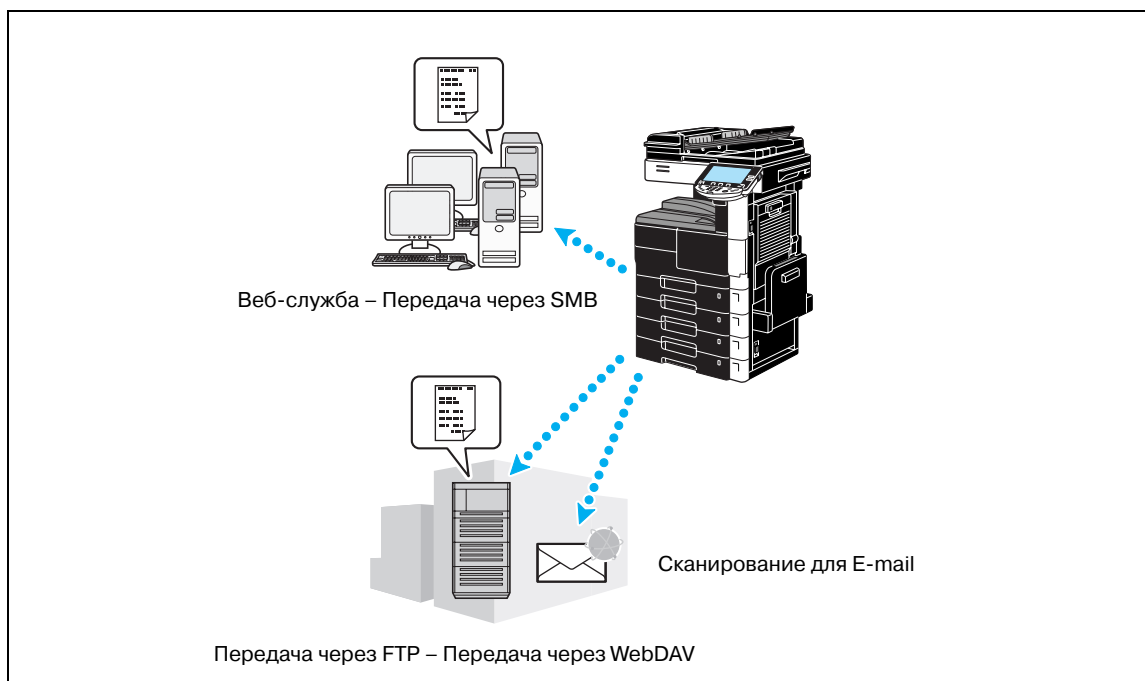 Веб-служба – Передача через SMB
Сканирование для E-mail
Передача через FTP – Передача через WebDAV